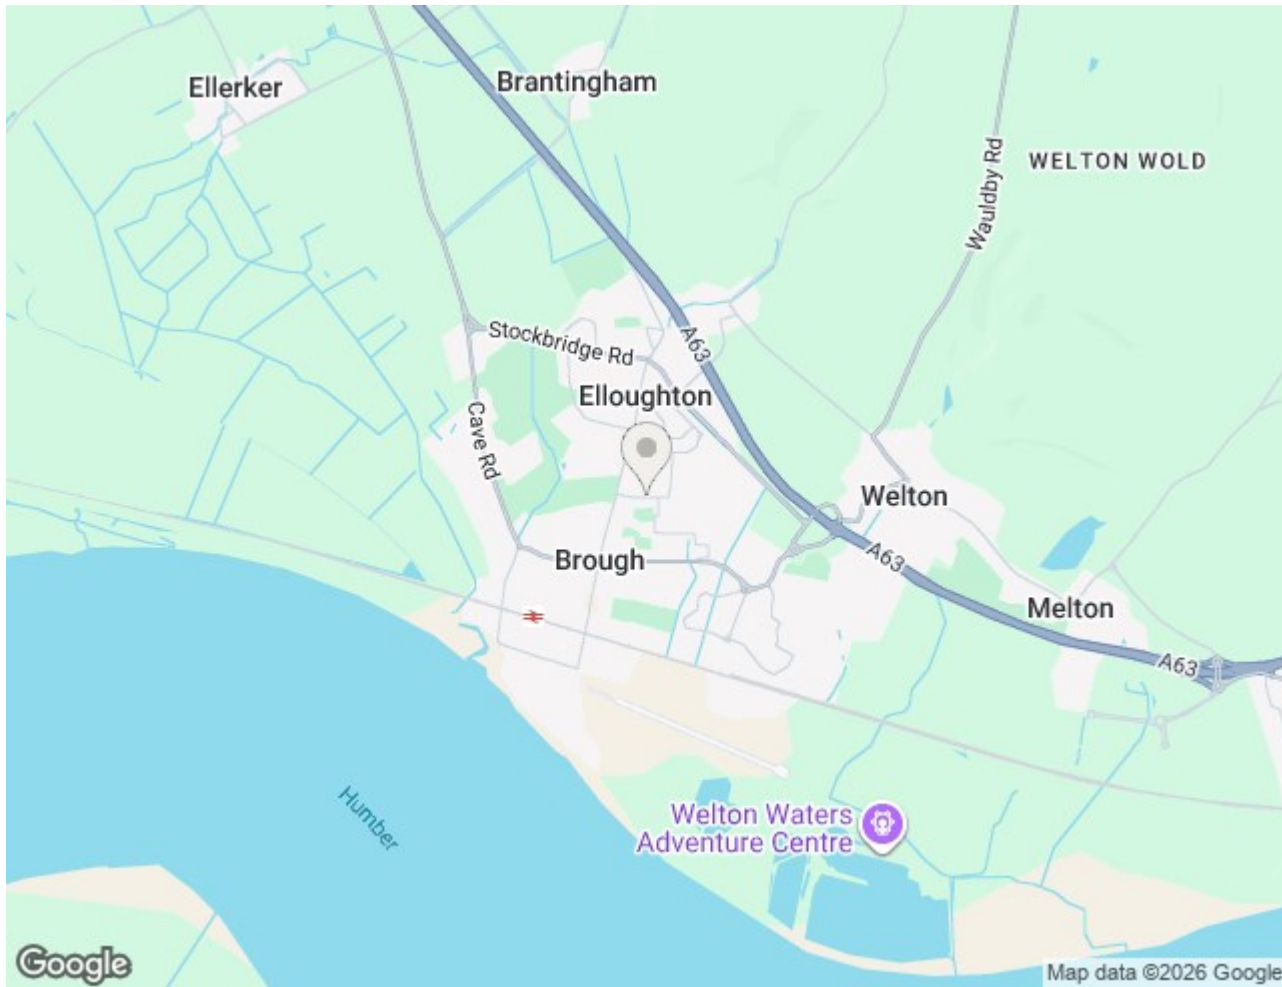 Ellerker
Brantingham
WELTON WOLD
Wauldby Rd
Stockbridge Rd
A63
Elloughton
Cave Rd
Welton
Brough
A63
Melton
A63
Humber
Welton Waters
Adventure Centre
Google
Map data ©2026 Google